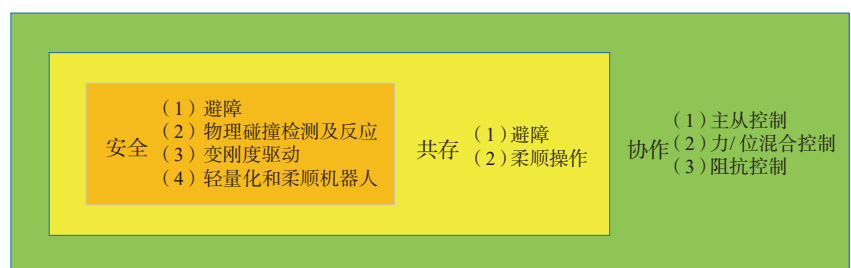 安全
（1）避障
（2）物理碰撞检测及反应
（3）变刚度驱动
（4）轻量化和柔顺机器人
共存
（1）避障
（2）柔顺操作
协作
（1）主从控制
（2）力/位混合控制
（3）阻抗控制